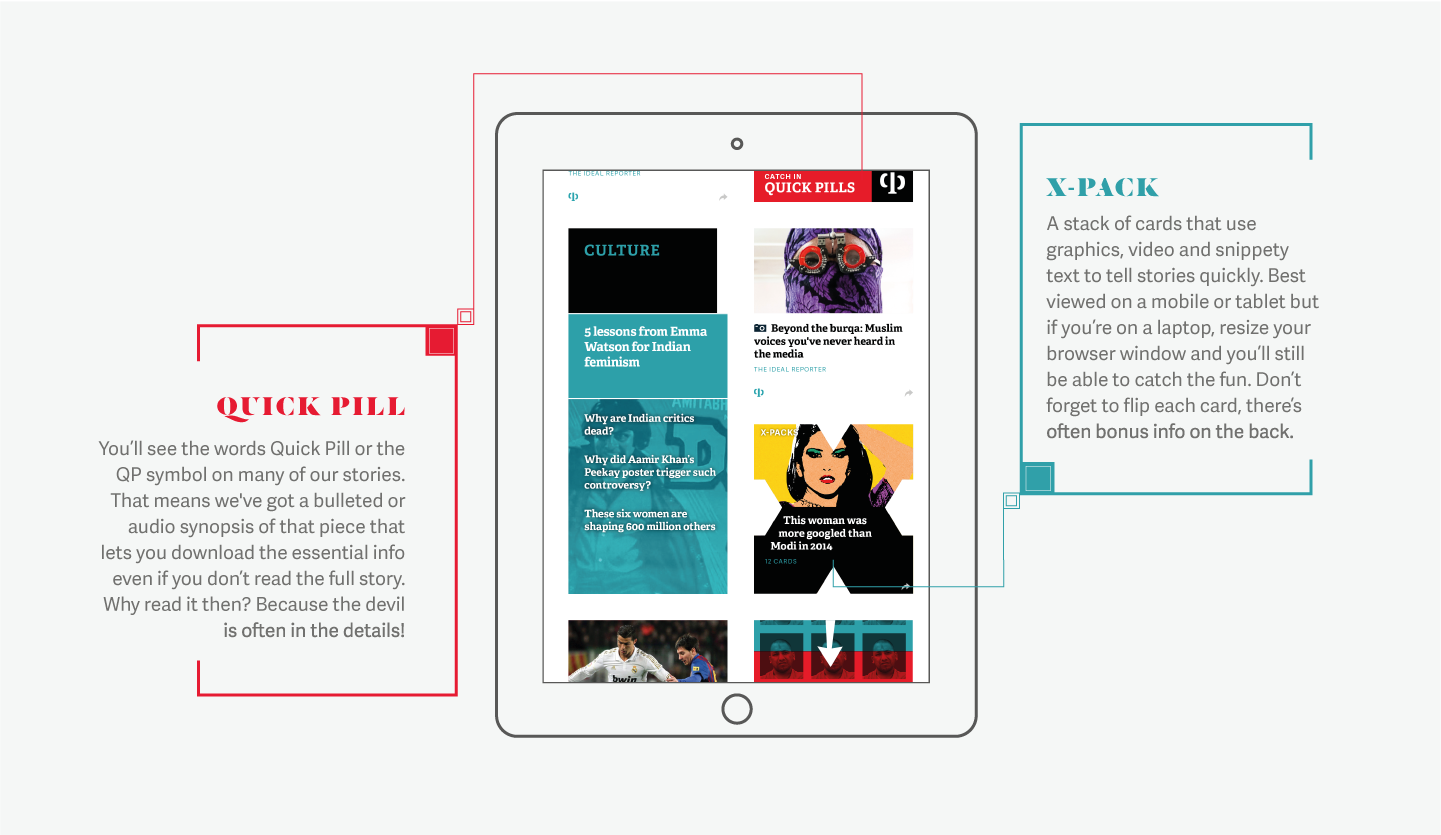 QUICK PILL
You'll see the words Quick Pill or the
QP symbol on many of our stories.
That means we've got a bulleted or
audio synopsis of that piece that
lets you download the essential info
even if you don't read the full story.
Why read it then? Because the devil
is often in the details!
THE IDEAL REPORTER
CULTURE
5 lessons from Emma
Watson for Indian
feminism
AMITABH
Why are Indian critics
dead?
Why did Aamir Khan's
Peekay poster trigger such
controversy?
These six women are
shaping 600 million others
bwin
CATCH IN
QUICK PILLS
Beyond the burqa: Muslim
voices you've never heard in
the media
THE IDEAL REPORTER
X-PACKS
This woman was
more googled than
Modi in 2014
12 CARDS
X-PACK
A stack of cards that use
graphics, video and snippety
text to tell stories quickly. Best
viewed on a mobile or tablet but
if you're on a laptop, resize your
browser window and you'll still
be able to catch the fun. Don't
forget to flip each card, there's
often bonus info on the back.